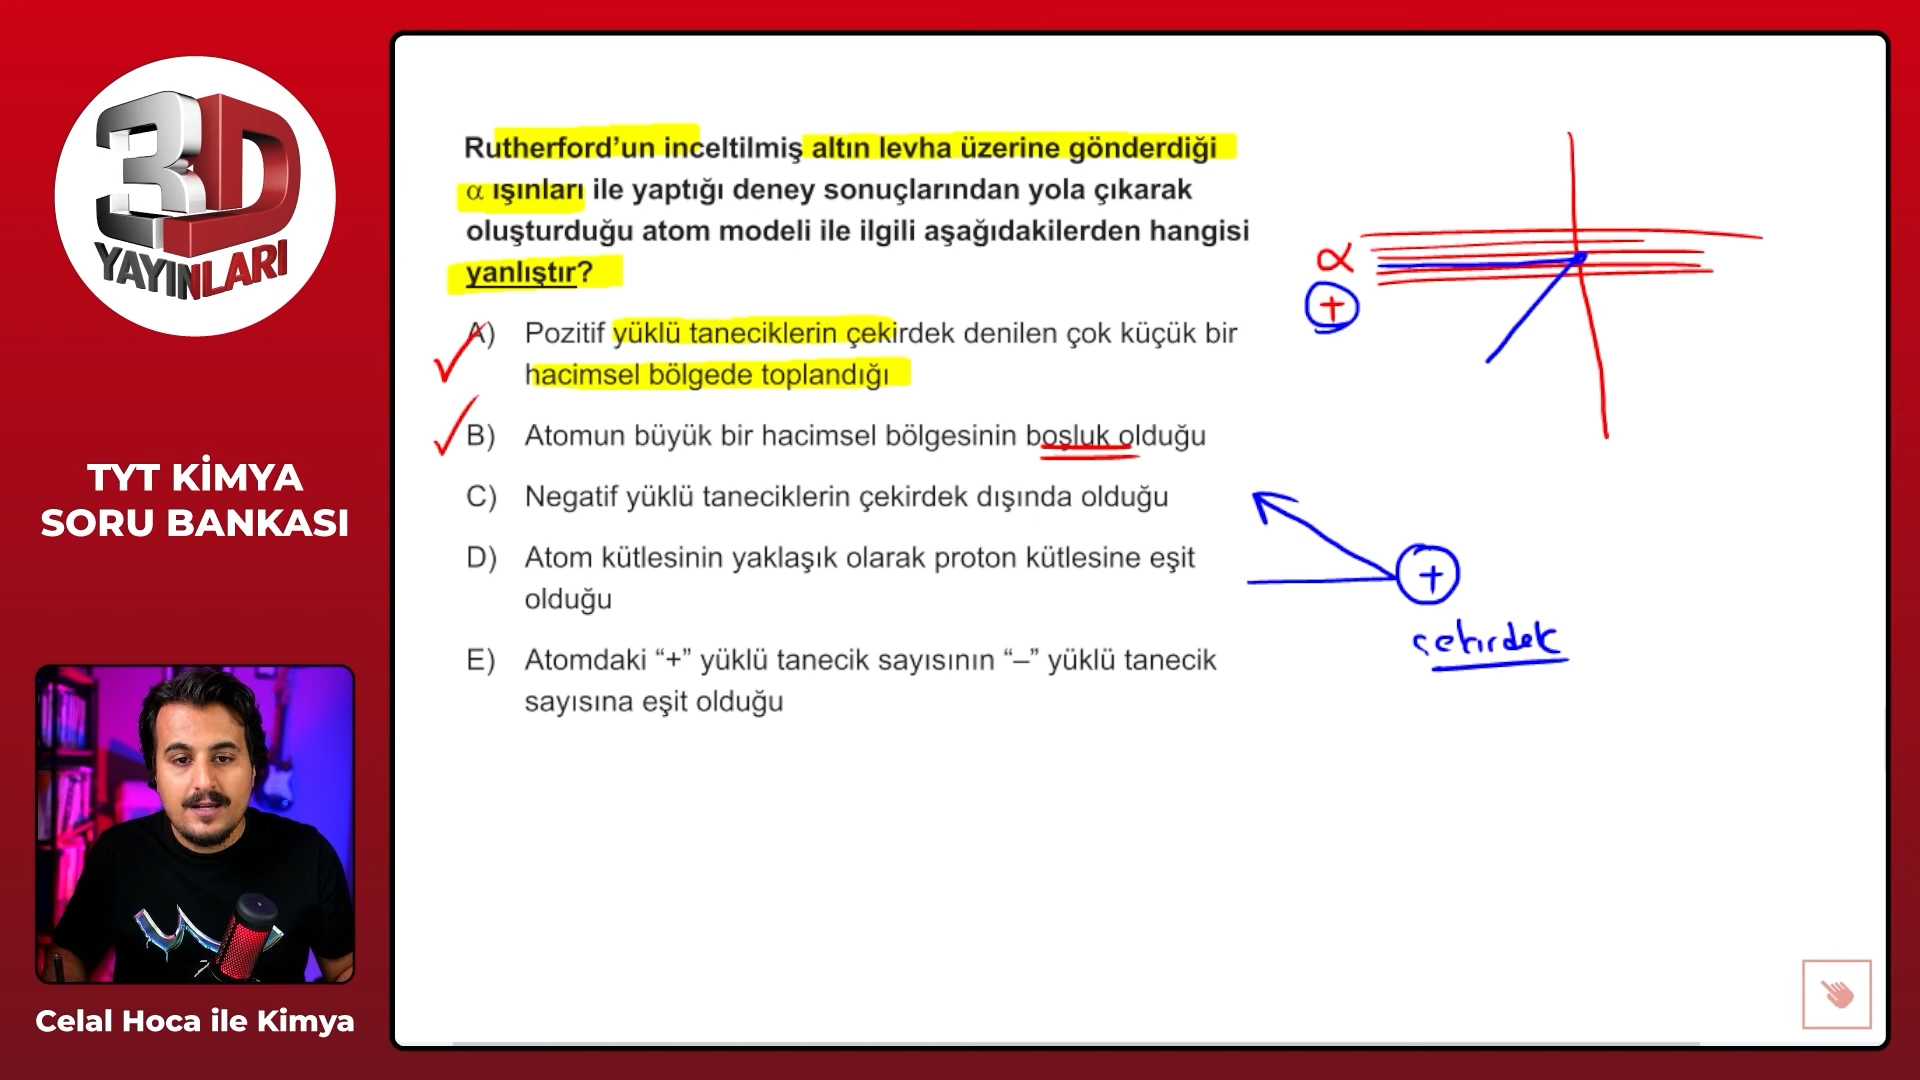 3D
YAYINLARI
TYT KİMYA
SORU BANKASI
Celal Hoca ile Kimya
Rutherford’un inceltilmiş altın levha üzerine gönderdiği
α ışınları ile yaptığı deney sonuçlarından yola çıkarak
oluşturduğu atom modeli ile ilgili aşağıdakilerden hangisi
yanlıştır?
A) Pozitif yüklü taneciklerin çekirdek denilen çok küçük bir
hacimsel bölgede toplandığı
B) Atomun büyük bir hacimsel bölgesinin boşluk olduğu
C) Negatif yüklü taneciklerin çekirdek dışında olduğu
D) Atom kütlesinin yaklaşık olarak proton kütlesine eşit
olduğu
E) Atomdaki “+” yüklü tanecik sayısının “–” yüklü tanecik
sayısına eşit olduğu
α
+
+
çekirdek